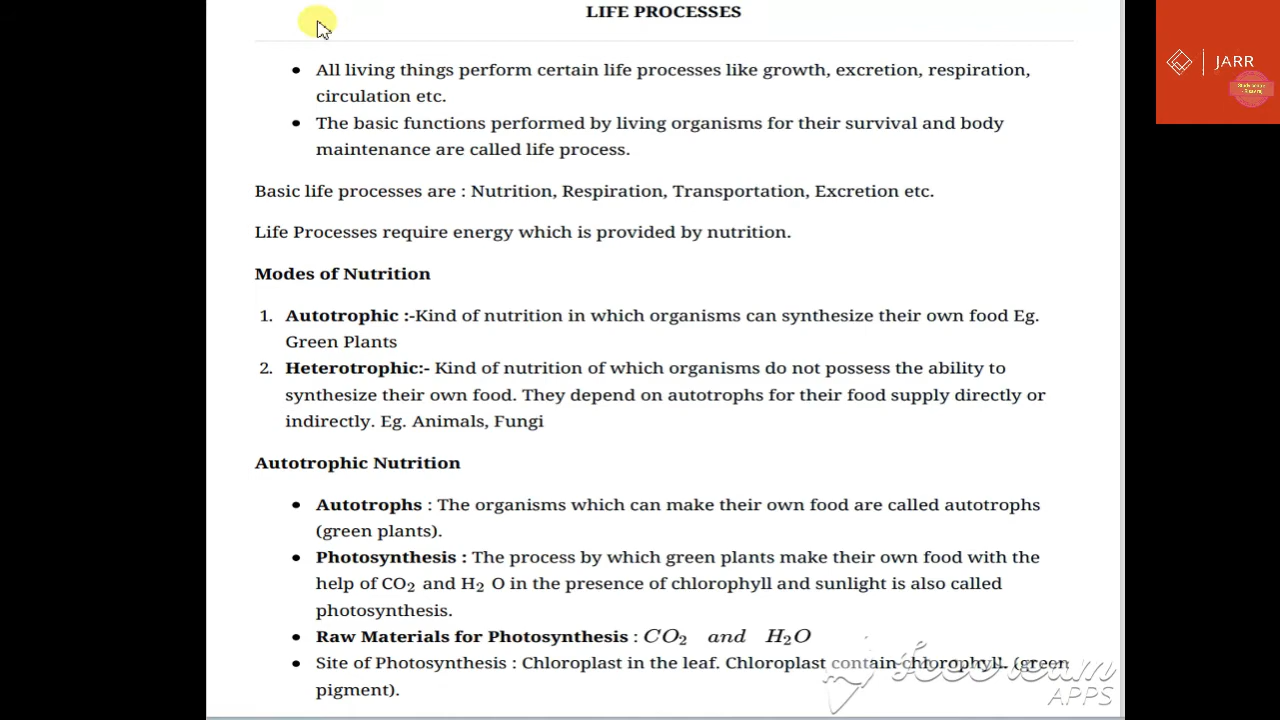 LIFE PROCESSES
JARR
• All living things perform certain life processes like growth, excretion, respiration,
circulation etc.
• The basic functions performed by living organisms for their survival and body
maintenance are called life process.
Basic life processes are : Nutrition, Respiration, Transportation, Excretion etc.
Life Processes require energy which is provided by nutrition.
Modes of Nutrition
1. Autotrophic :-Kind of nutrition in which organisms can synthesize their own food Eg.
Green Plants
2. Heterotrophic:- Kind of nutrition of which organisms do not possess the ability to
synthesize their own food. They depend on autotrophs for their food supply directly or
indirectly. Eg. Animals, Fungi
Autotrophic Nutrition
• Autotrophs : The organisms which can make their own food are called autotrophs
(green plants).
• Photosynthesis : The process by which green plants make their own food with the
help of CO₂ and H₂ O in the presence of chlorophyll and sunlight is also called
photosynthesis.
• Raw Materials for Photosynthesis : CO₂ and H₂O
• Site of Photosynthesis : Chloroplast in the leaf. Chloroplast contain chlorophyll. (green
pigment).
APPS